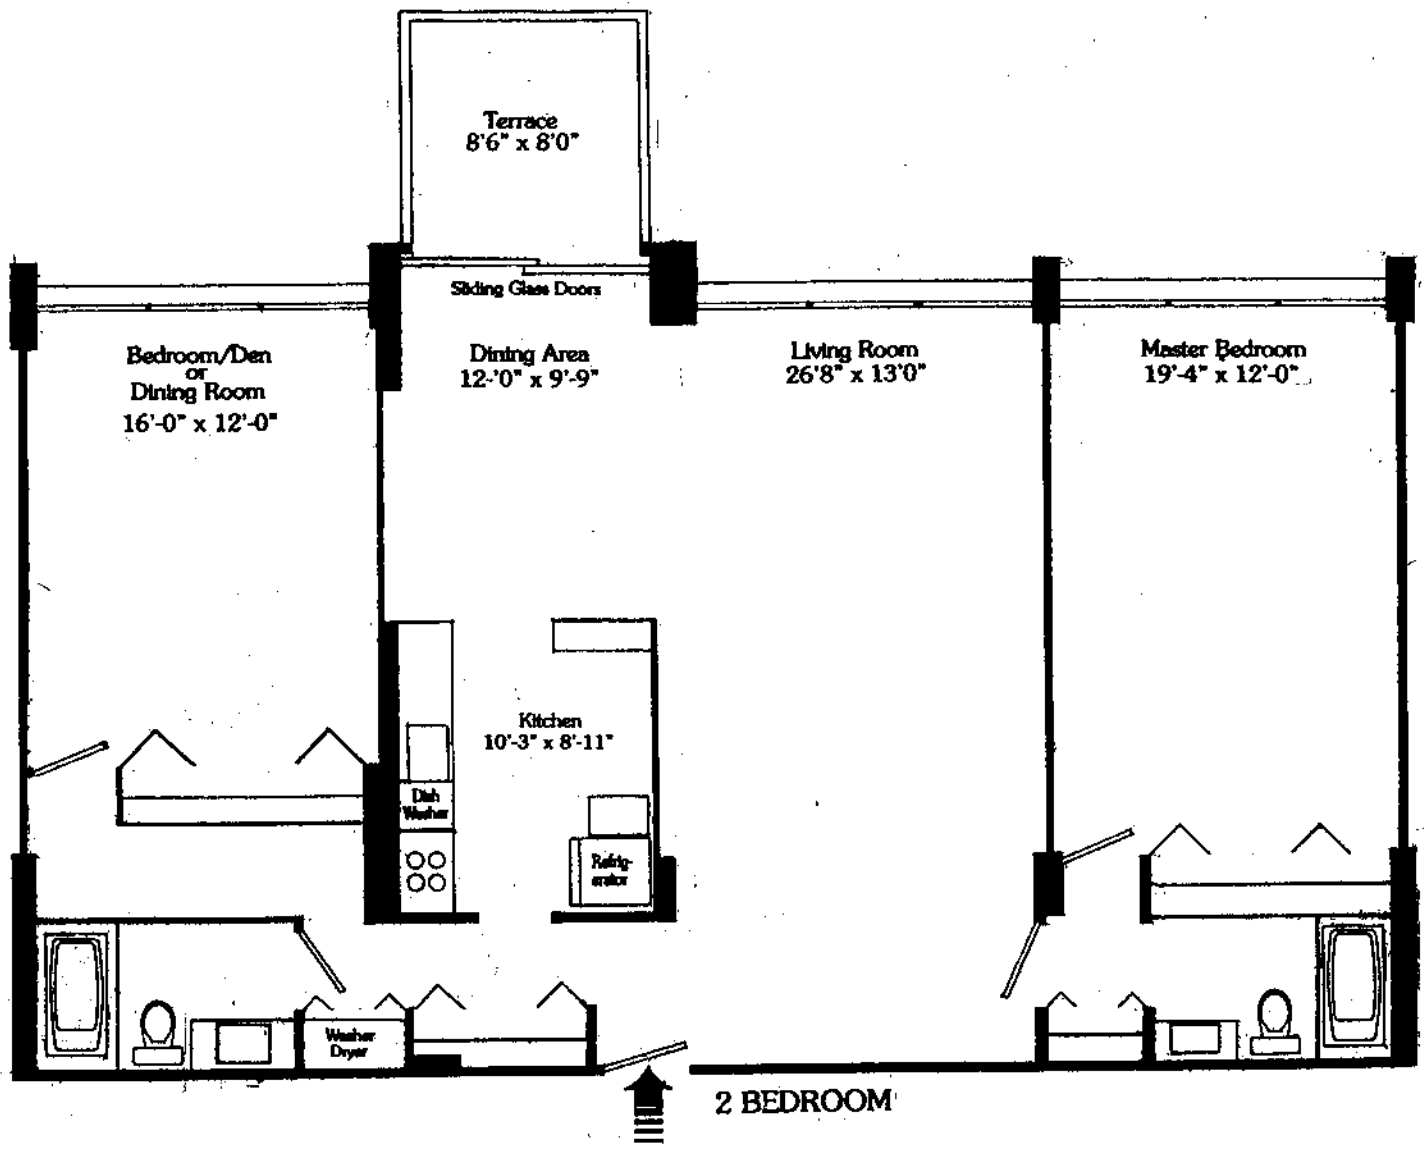 Terrace
8'6" x 8'0"
Sliding Glass Doors
Bedroom/Den
or
Dining Room
16'-0" x 12'-0"
Dining Area
12-'0" x 9'-9"
Living Room
26'8" x 13'0"
Master Bedroom
19'-4" x 12'-0"
Kitchen
10'-3" x 8'-11"
Dish
Washer
Refrig-
erator
Washer
Dryer
2 BEDROOM